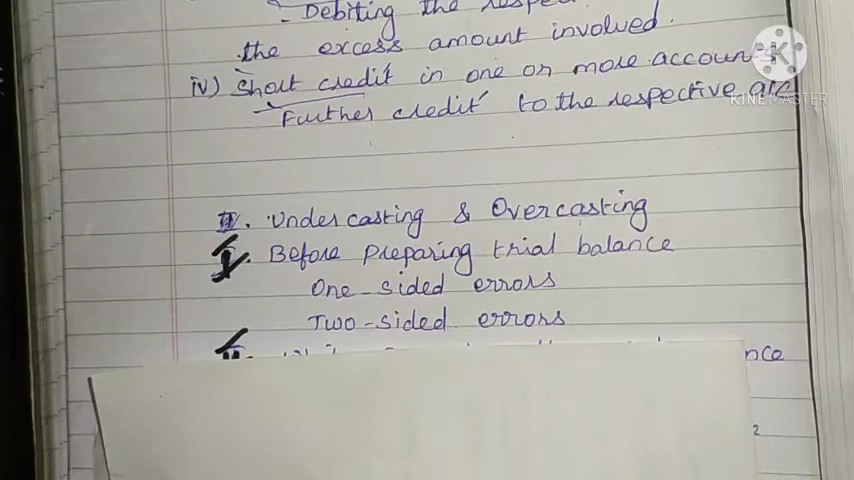 - Debiting the
the excess amount involved.
iv) Short credit in one or more accounts
Further credit to the respective a/c
KINEMASTER
II. Undercasting & Overcasting
I. Before preparing trial balance
One-sided errors
Two-sided errors
II.